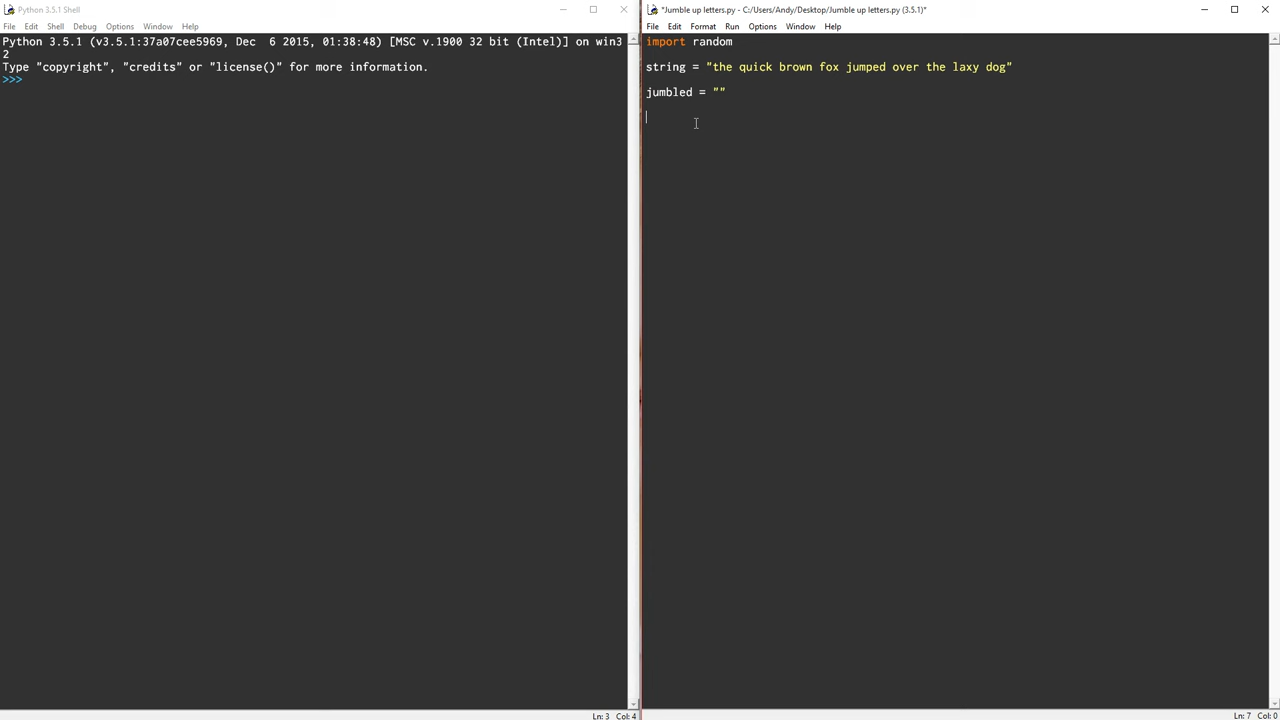 Python 3.5.1 Shell
File Edit Shell Debug Options Window Help
Python 3.5.1 (v3.5.1:37a07cee5969, Dec  6 2015, 01:38:48) [MSC v.1900 32 bit (Intel)] on win3
2
Type "copyright", "credits" or "license()" for more information.
>>>
Ln: 3 Col: 4
*Jumble up letters.py - C:/Users/Andy/Desktop/Jumble up letters.py (3.5.1)*
File Edit Format Run Options Window Help
import random
string = "the quick brown fox jumped over the laxy dog"
jumbled = ""
Ln: 7 Col: 0